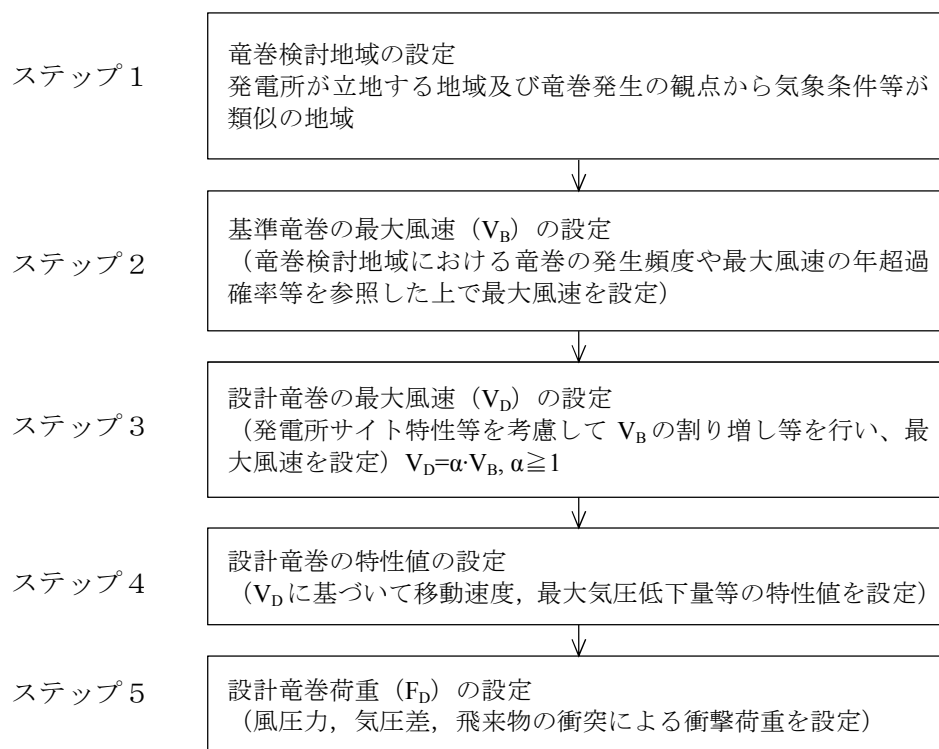 ステップ1
竜巻検討地域の設定
発電所が立地する地域及び竜巻発生の観点から気象条件等が
類似の地域
ステップ2
基準竜巻の最大風速（VB）の設定
（竜巻検討地域における竜巻の発生頻度や最大風速の年超過
確率等を参照した上で最大風速を設定）
ステップ3
設計竜巻の最大風速（VD）の設定
（発電所サイト特性等を考慮して VBの割り増し等を行い、最
大風速を設定）VD=α·VB, α≧1
ステップ4
設計竜巻の特性値の設定
（VDに基づいて移動速度，最大気圧低下量等の特性値を設定）
ステップ5
設計竜巻荷重（FD）の設定
（風圧力，気圧差，飛来物の衝突による衝撃荷重を設定）